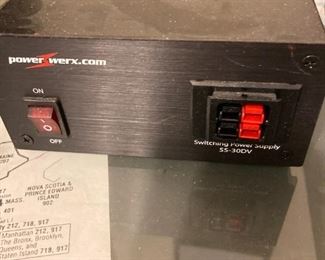 powerwerx.com
ON
I
O
OFF
Switching Power Supply
SS-30DV
NOVA SCOTIA &
PRINCE EDWARD
ISLAND
902
MASS.
401
212, 718, 917
Manhattan 212, 917
The Bronx, Brooklyn,
Queens, and
Staten Island 718, 917